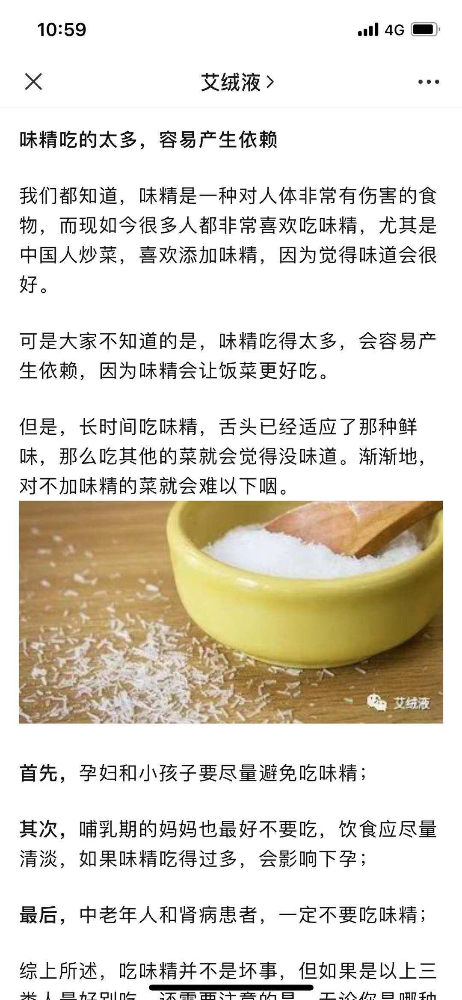 10:59
4G
艾绒液
味精吃的太多，容易产生依赖
我们都知道，味精是一种对人体非常有伤害的食
物，而现如今很多人都非常喜欢吃味精，尤其是
中国人炒菜，喜欢添加味精，因为觉得味道会很
好。
可是大家不知道的是，味精吃得太多，会容易产
生依赖，因为味精会让饭菜更好吃。
但是，长时间吃味精，舌头已经适应了那种鲜
味，那么吃其他的菜就会觉得没味道。渐渐地，
对不加味精的菜就会难以下咽。
艾绒液
首先，孕妇和小孩子要尽量避免吃味精；
其次，哺乳期的妈妈也最好不要吃，饮食应尽量
清淡，如果味精吃得过多，会影响下孕；
最后，中老年人和肾病患者，一定不要吃味精；
综上所述，吃味精并不是坏事，但如果是以上三
类人最好别吃，还需要注意的是，无论你是哪种